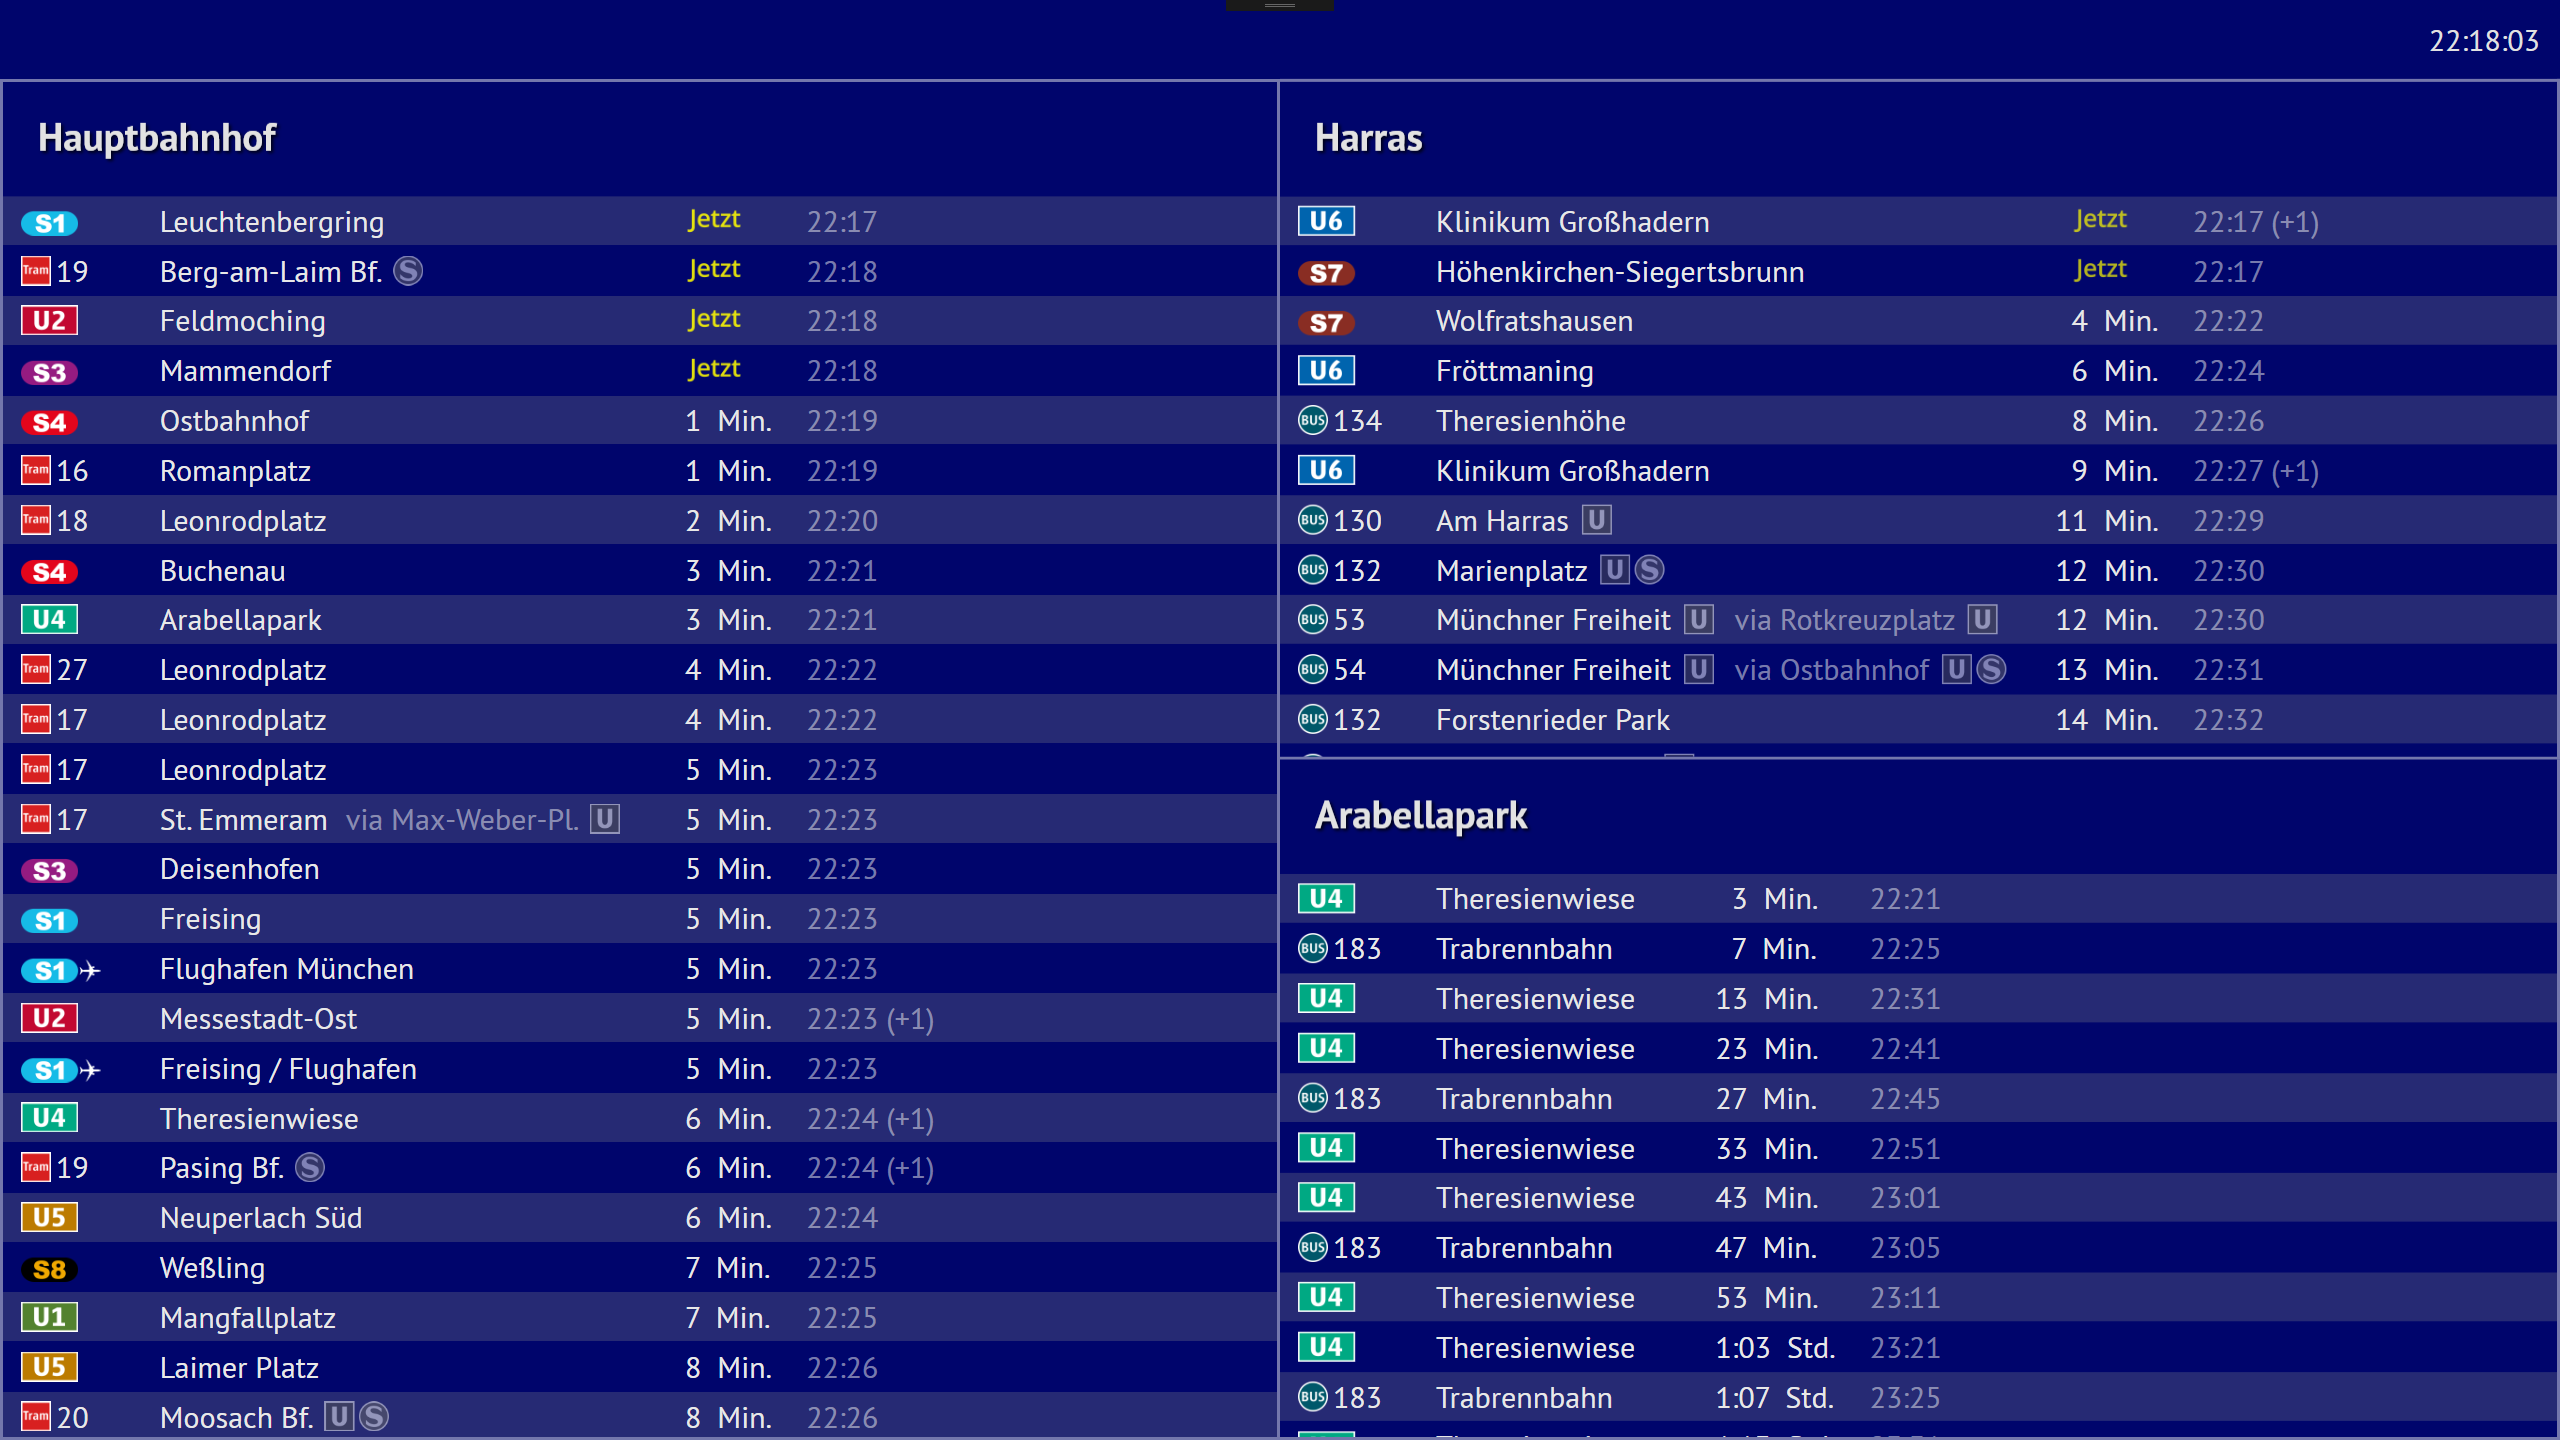 22:18:03
Hauptbahnhof
S1 Leuchtenbergring Jetzt 22:17
Tram 19 Berg-am-Laim Bf. S Jetzt 22:18
U2 Feldmoching Jetzt 22:18
S3 Mammendorf Jetzt 22:18
S4 Ostbahnhof 1 Min. 22:19
Tram 16 Romanplatz 1 Min. 22:19
Tram 18 Leonrodplatz 2 Min. 22:20
S4 Buchenau 3 Min. 22:21
U4 Arabellapark 3 Min. 22:21
Tram 27 Leonrodplatz 4 Min. 22:22
Tram 17 Leonrodplatz 4 Min. 22:22
Tram 17 Leonrodplatz 5 Min. 22:23
Tram 17 St. Emmeram via Max-Weber-Pl. U 5 Min. 22:23
S3 Deisenhofen 5 Min. 22:23
S1 Freising 5 Min. 22:23
S1 Flughafen München 5 Min. 22:23
U2 Messestadt-Ost 5 Min. 22:23 (+1)
S1 Freising / Flughafen 5 Min. 22:23
U4 Theresienwiese 6 Min. 22:24 (+1)
Tram 19 Pasing Bf. S 6 Min. 22:24 (+1)
U5 Neuperlach Süd 6 Min. 22:24
S8 Weßling 7 Min. 22:25
U1 Mangfallplatz 7 Min. 22:25
U5 Laimer Platz 8 Min. 22:26
Tram 20 Moosach Bf. U S 8 Min. 22:26
Harras
U6 Klinikum Großhadern Jetzt 22:17 (+1)
S7 Höhenkirchen-Siegertsbrunn Jetzt 22:17
S7 Wolfratshausen 4 Min. 22:22
U6 Fröttmaning 6 Min. 22:24
BUS 134 Theresienhöhe 8 Min. 22:26
U6 Klinikum Großhadern 9 Min. 22:27 (+1)
BUS 130 Am Harras U 11 Min. 22:29
BUS 132 Marienplatz U S 12 Min. 22:30
BUS 53 Münchner Freiheit U via Rotkreuzplatz U 12 Min. 22:30
BUS 54 Münchner Freiheit U via Ostbahnhof U S 13 Min. 22:31
BUS 132 Forstenrieder Park 14 Min. 22:32
Arabellapark
U4 Theresienwiese 3 Min. 22:21
BUS 183 Trabrennbahn 7 Min. 22:25
U4 Theresienwiese 13 Min. 22:31
U4 Theresienwiese 23 Min. 22:41
BUS 183 Trabrennbahn 27 Min. 22:45
U4 Theresienwiese 33 Min. 22:51
U4 Theresienwiese 43 Min. 23:01
BUS 183 Trabrennbahn 47 Min. 23:05
U4 Theresienwiese 53 Min. 23:11
U4 Theresienwiese 1:03 Std. 23:21
BUS 183 Trabrennbahn 1:07 Std. 23:25